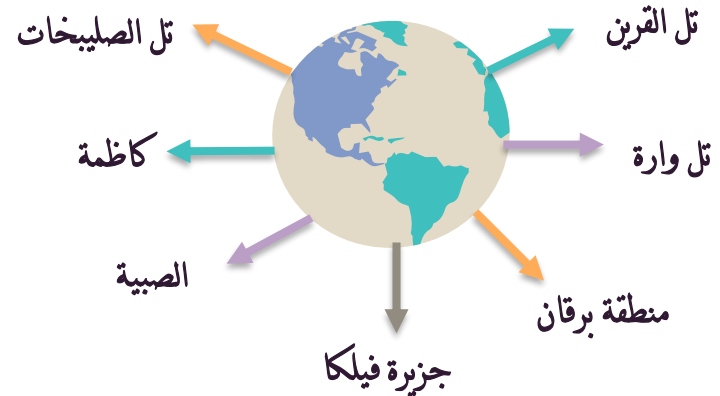 تل القرين
تل الصليبخات
تل وارة
كاظمة
منطقة برقان
الصبية
جزيرة فيلكا